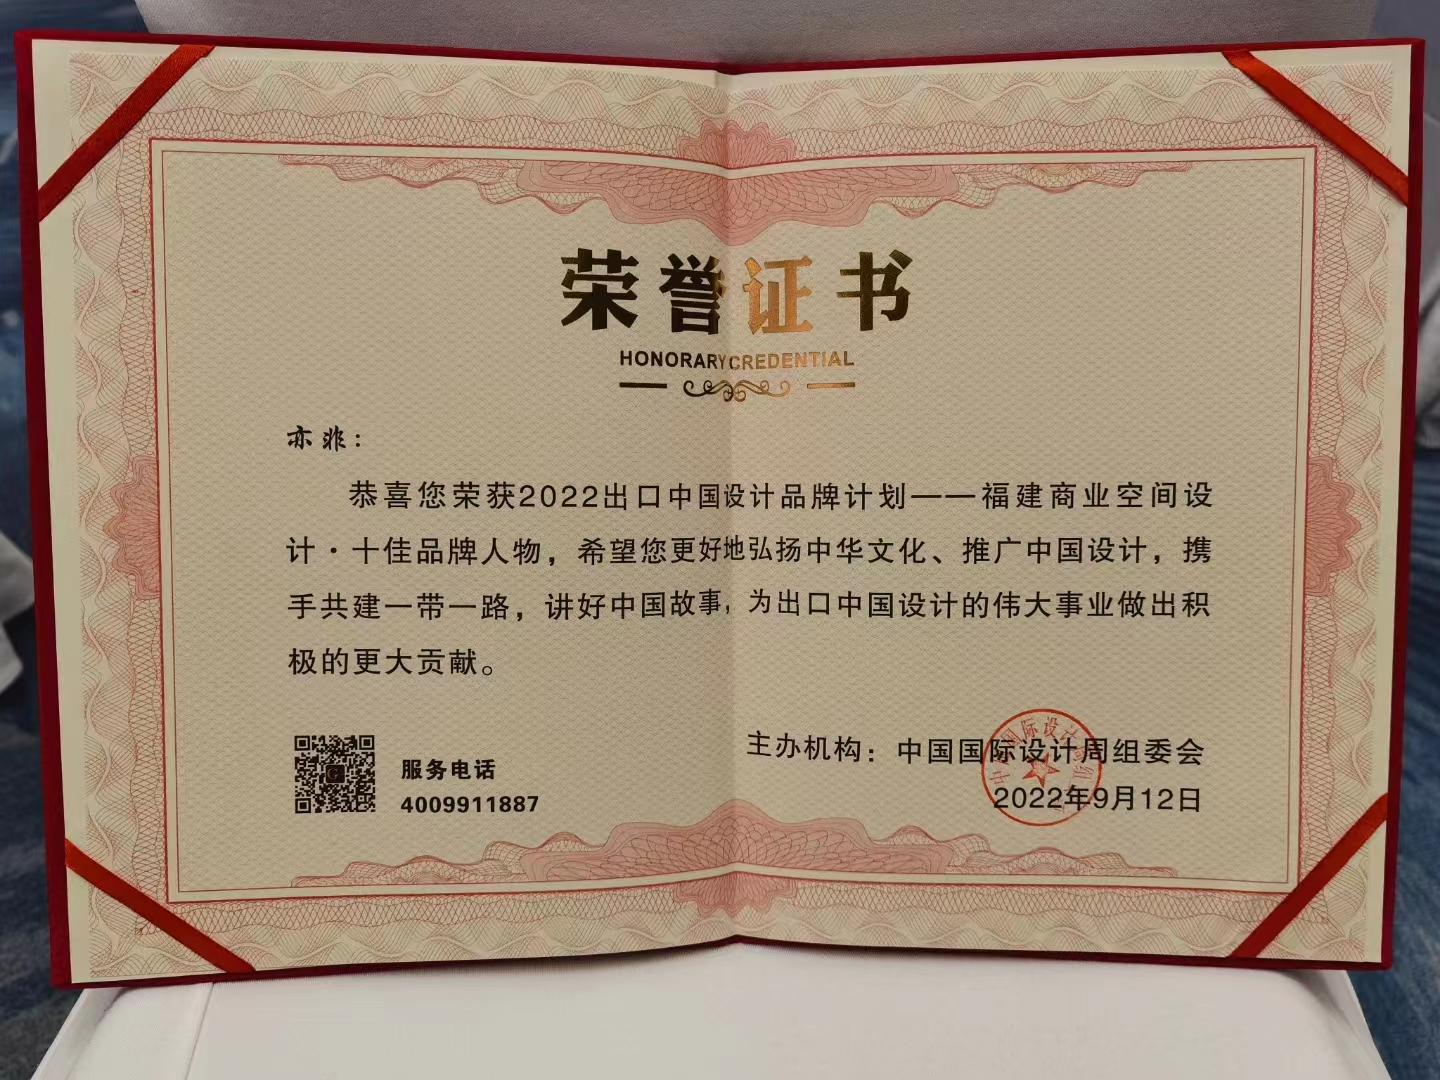 荣誉证书
HONORARY CREDENTIAL
亦非：
恭喜您荣获2022出口中国设计品牌计划——福建商业空间设
计·十佳品牌人物，希望您更好地弘扬中华文化、推广中国设计，携
手共建一带一路，讲好中国故事，为出口中国设计的伟大事业做出积
极的更大贡献。
服务电话
4009911887
主办机构：中国国际设计周组委会
2022年9月12日